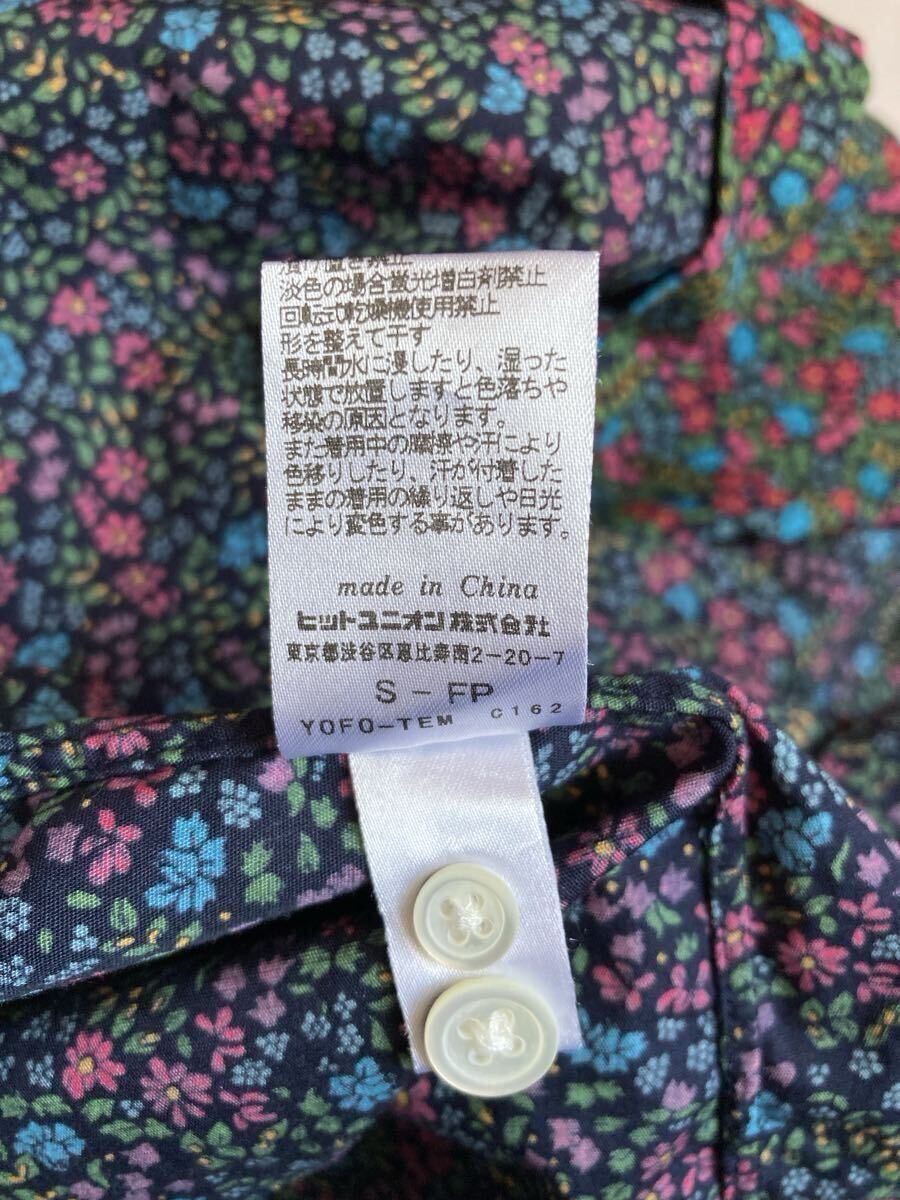 淡色の場合蛍光増白剤禁止
回転式乾燥機使用禁止
形を整えて干す
長時間水に浸したり、湿った
状態で放置しますと色落ちや
移染の原因となります。
また着用中の摩擦や汗により
色移りしたり、汗が付着した
ままの着用の繰り返しや日光
により変色する事があります。
made in China
ヒットユニオン株式会社
東京都渋谷区恵比寿南2-20-7
S - FP
YOFO-TEM C162